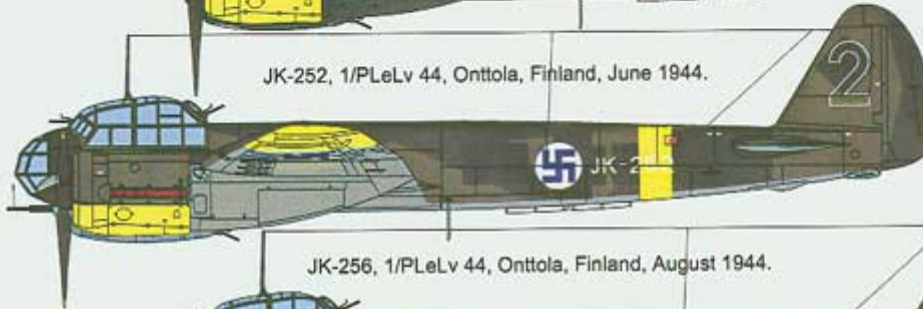 JK-252, 1/PLeLv 44, Onttola, Finland, June 1944.
2
JK-252
JK-256, 1/PLeLv 44, Onttola, Finland, August 1944.